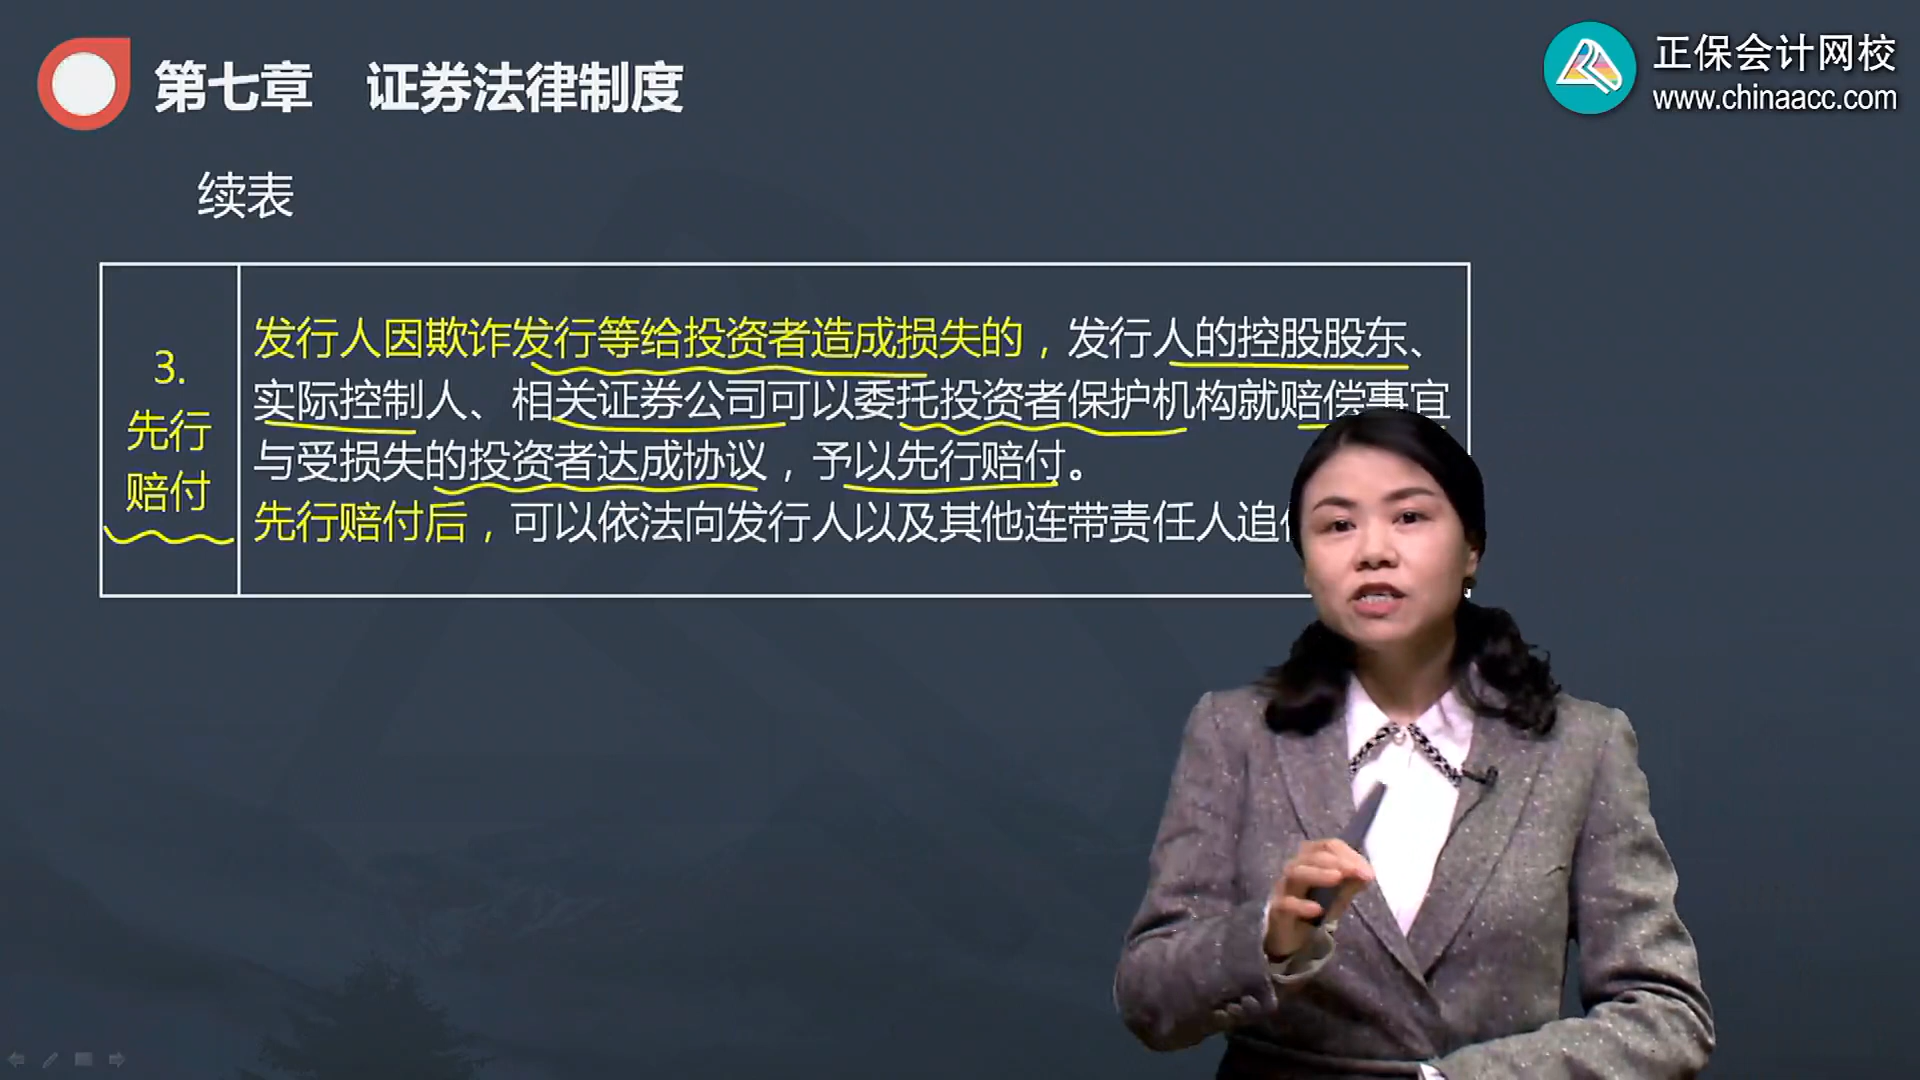 第七章 证券法律制度
正保会计网校
www.chinaacc.com
续表
3.
先行
赔付
发行人因欺诈发行等给投资者造成损失的，发行人的控股股东、
实际控制人、相关证券公司可以委托投资者保护机构就赔偿事宜
与受损失的投资者达成协议，予以先行赔付。
先行赔付后，可以依法向发行人以及其他连带责任人追